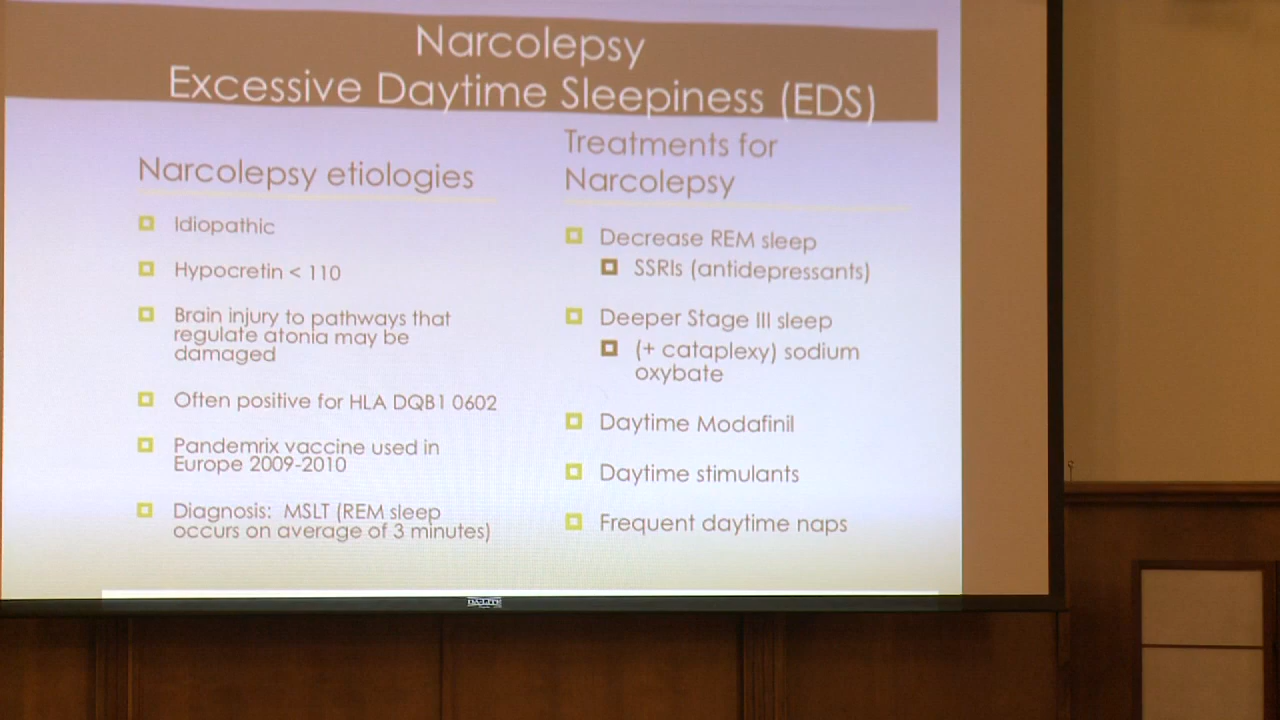 Narcolepsy
Excessive Daytime Sleepiness (EDS)
Narcolepsy etiologies
Idiopathic
Hypocretin < 110
Brain injury to pathways that
regulate atonia may be
damaged
Often positive for HLA DQB1 0602
Pandemrix vaccine used in
Europe 2009-2010
Diagnosis: MSLT (REM sleep
occurs on average of 3 minutes)
Treatments for
Narcolepsy
Decrease REM sleep
SSRIs (antidepressants)
Deeper Stage III sleep
(+ cataplexy) sodium
oxybate
Daytime Modafinil
Daytime stimulants
Frequent daytime naps